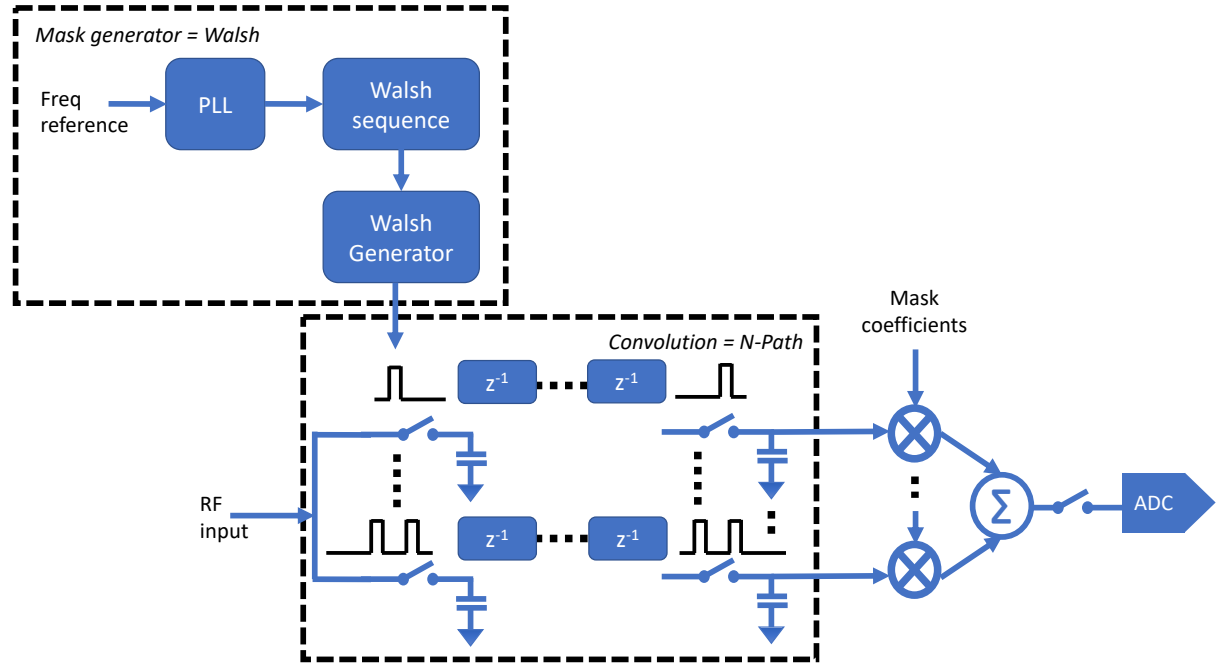 Mask generator = Walsh
Freq
reference
PLL
Walsh
sequence
Walsh
Generator
Convolution = N-Path
Mask
coefficients
z⁻¹
z⁻¹
RF
input
z⁻¹
z⁻¹
Σ
ADC